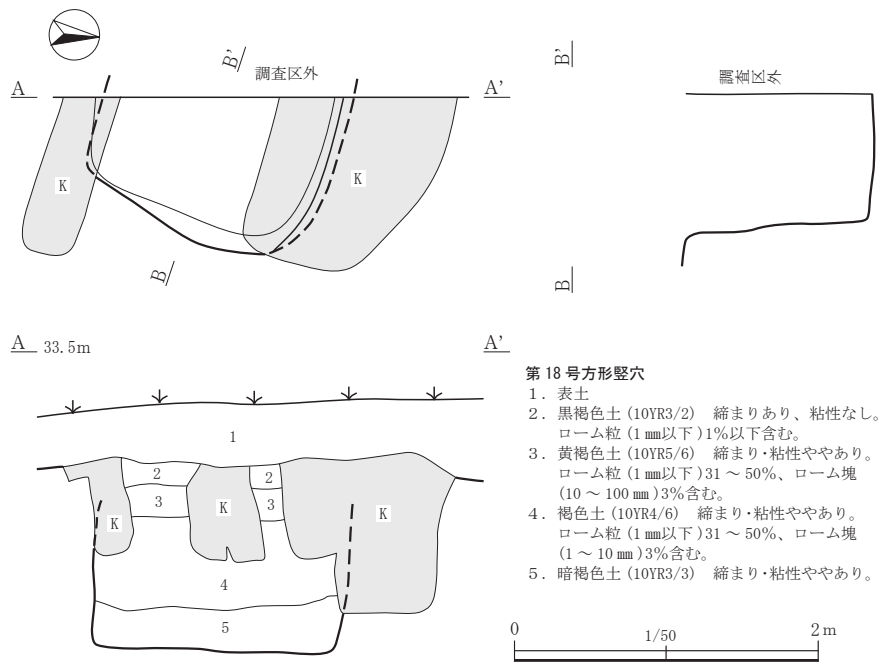 B'
調査区外
A
A'
K
K
B
B'
調査区外
B
A 33.5m
A'
1
2
2
3
3
K
K
K
4
5
第18号方形竪穴
1．表土
2．黒褐色土(10YR3/2)　締まりあり、粘性なし。
ローム粒(1㎜以下)1%以下含む。
3．黄褐色土(10YR5/6)　締まり・粘性ややあり。
ローム粒(1㎜以下)31～50%、ローム塊
(10～100㎜)3%含む。
4．褐色土(10YR4/6)　締まり・粘性ややあり。
ローム粒(1㎜以下)31～50%、ローム塊
(1～10㎜)3%含む。
5．暗褐色土(10YR3/3)　締まり・粘性ややあり。
0
1/50
2m